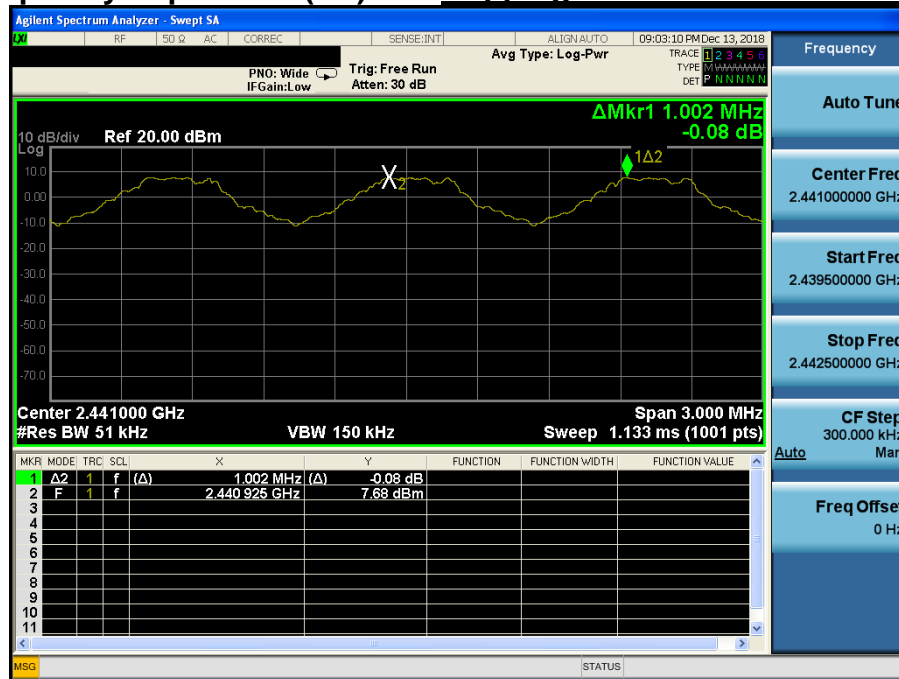 Agilent Spectrum Analyzer - Swept SA
LXI RF 50 Ω AC CORREC SENSE:INT ALIGN AUTO 09:03:10 PM Dec 13, 2018
Avg Type: Log-Pwr TRACE 1 2 3 4 5 6
PNO: Wide Trig: Free Run TYPE M W W W W W
IFGain:Low Atten: 30 dB DET P N N N N N
ΔMkr1 1.002 MHz
10 dB/div Ref 20.00 dBm -0.08 dB
Log
1Δ2
10.0
X2
0.00
-10.0
-20.0
-30.0
-40.0
-50.0
-60.0
-70.0
Center 2.441000 GHz Span 3.000 MHz
#Res BW 51 kHz VBW 150 kHz Sweep 1.133 ms (1001 pts)
MKR MODE TRC SCL X Y FUNCTION FUNCTION WIDTH FUNCTION VALUE
1 Δ2 1 f (Δ) 1.002 MHz (Δ) -0.08 dB
2 F 1 f 2.440 925 GHz 7.68 dBm
3
4
5
6
7
8
9
10
11
MSG STATUS
Frequency
Auto Tune
Center Freq
2.441000000 GHz
Start Freq
2.439500000 GHz
Stop Freq
2.442500000 GHz
CF Step
300.000 kHz
Auto Man
Freq Offset
0 Hz